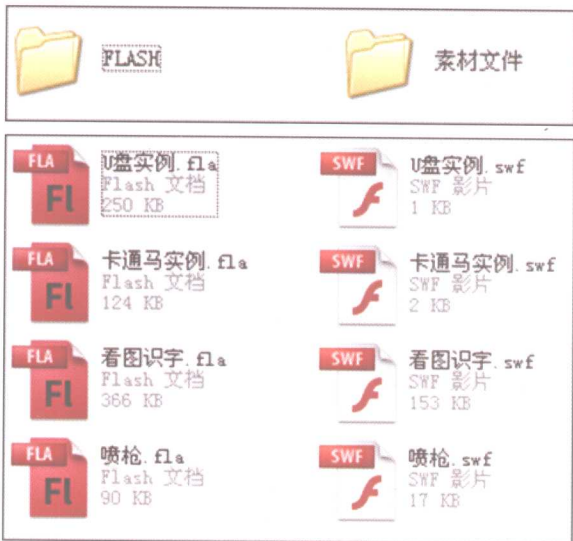 FLASH
素材文件
FLA
U盘实例.fla
Flash 文档
250 KB
SWF
U盘实例.swf
SWF 影片
1 KB
FLA
卡通马实例.fla
Flash 文档
124 KB
SWF
卡通马实例.swf
SWF 影片
2 KB
FLA
看图识字.fla
Flash 文档
366 KB
SWF
看图识字.swf
SWF 影片
153 KB
FLA
喷枪.fla
Flash 文档
90 KB
SWF
喷枪.swf
SWF 影片
17 KB
Fl
Fl
Fl
Fl